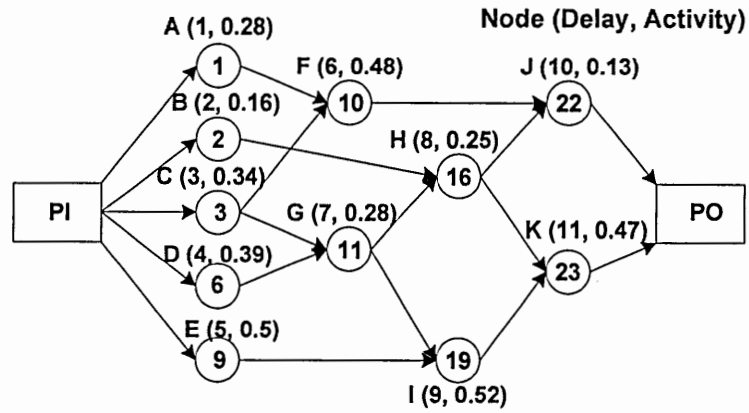 Node (Delay, Activity)
A (1, 0.28)
1
F (6, 0.48)
10
J (10, 0.13)
22
B (2, 0.16)
2
H (8, 0.25)
16
C (3, 0.34)
3
PI
G (7, 0.28)
11
PO
K (11, 0.47)
23
D (4, 0.39)
6
E (5, 0.5)
9
19
I (9, 0.52)